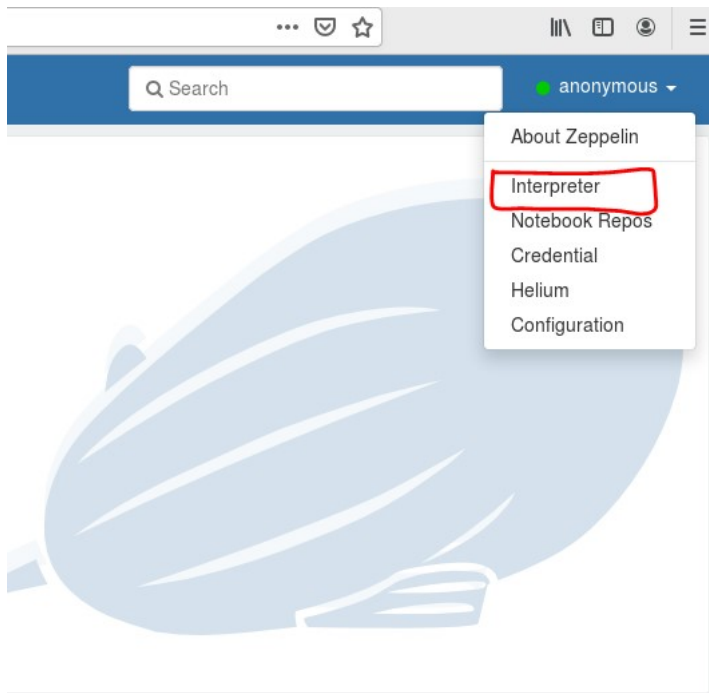 Search
anonymous
About Zeppelin
Interpreter
Notebook Repos
Credential
Helium
Configuration